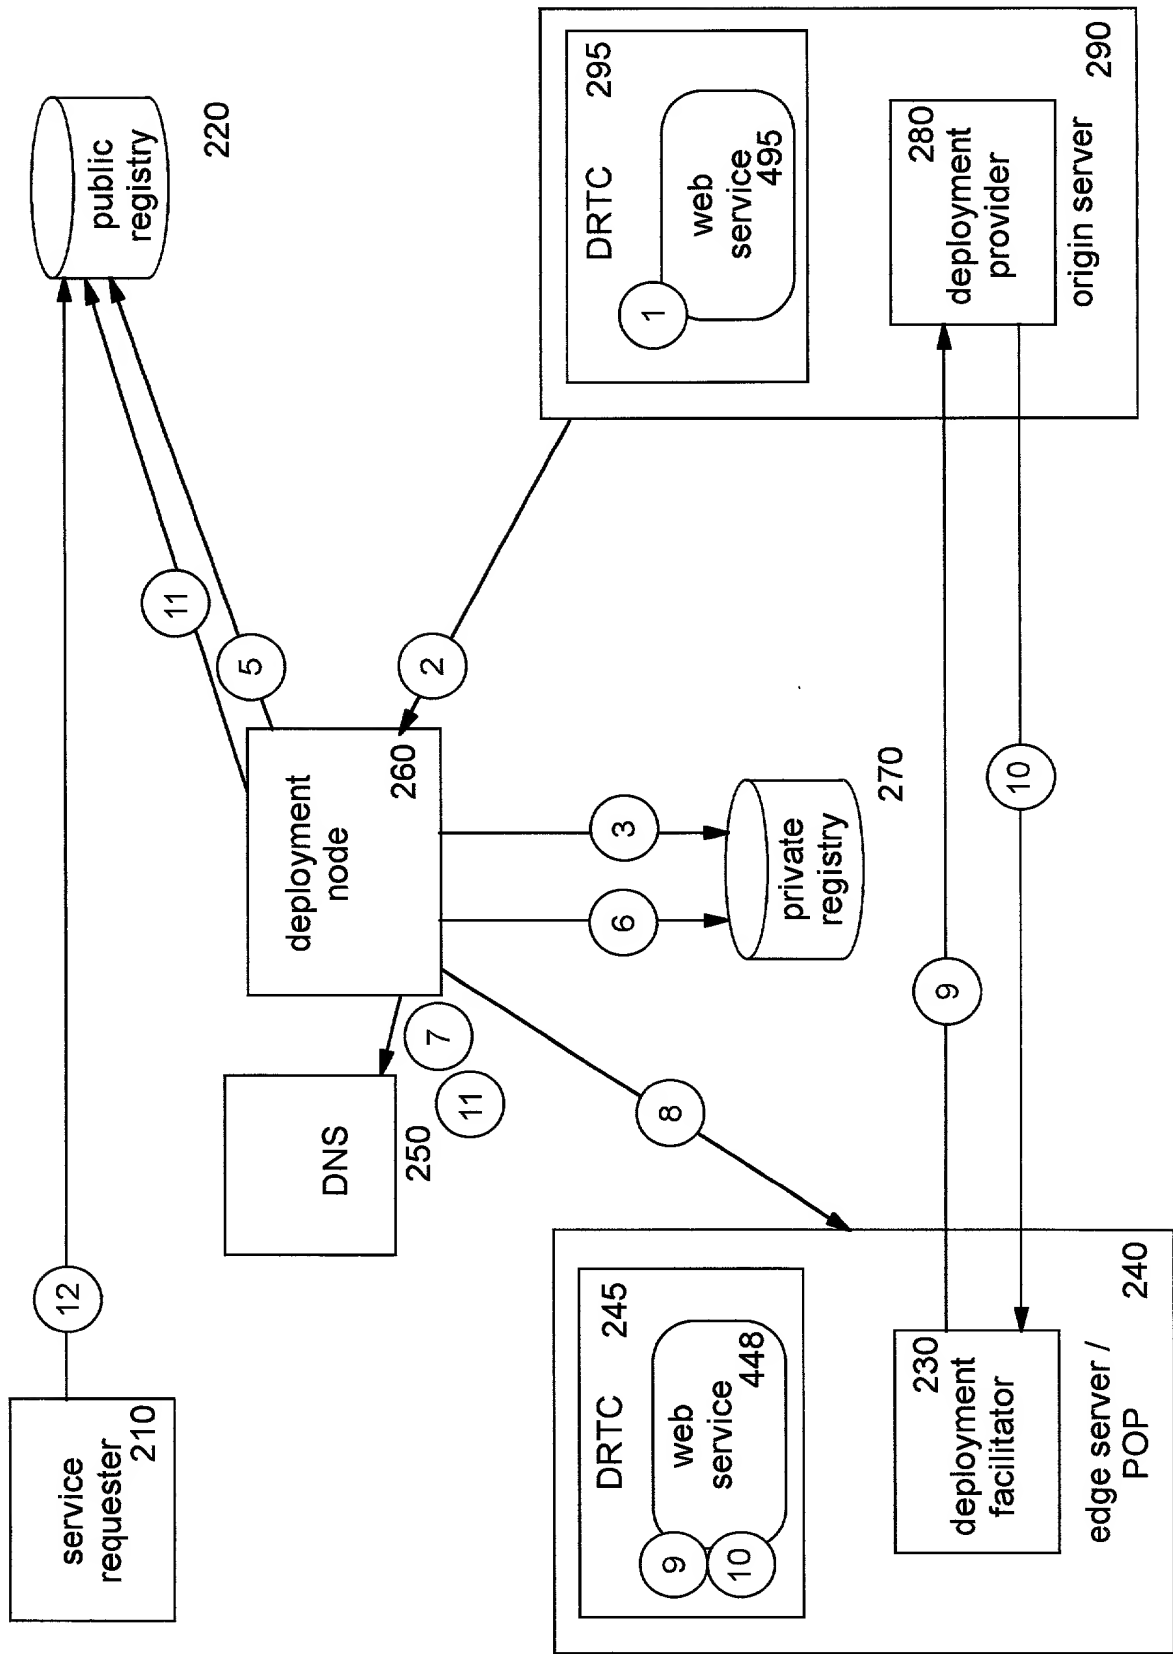 service
requester
210
12
public
registry
220
11
5
DNS
250
7
11
deployment
node
260
2
3
6
private
registry
270
8
DRTC
245
web
service
448
9
10
deployment
facilitator
230
edge server /
POP
240
9
10
DRTC
295
1
web
service
495
deployment
provider
280
origin server
290